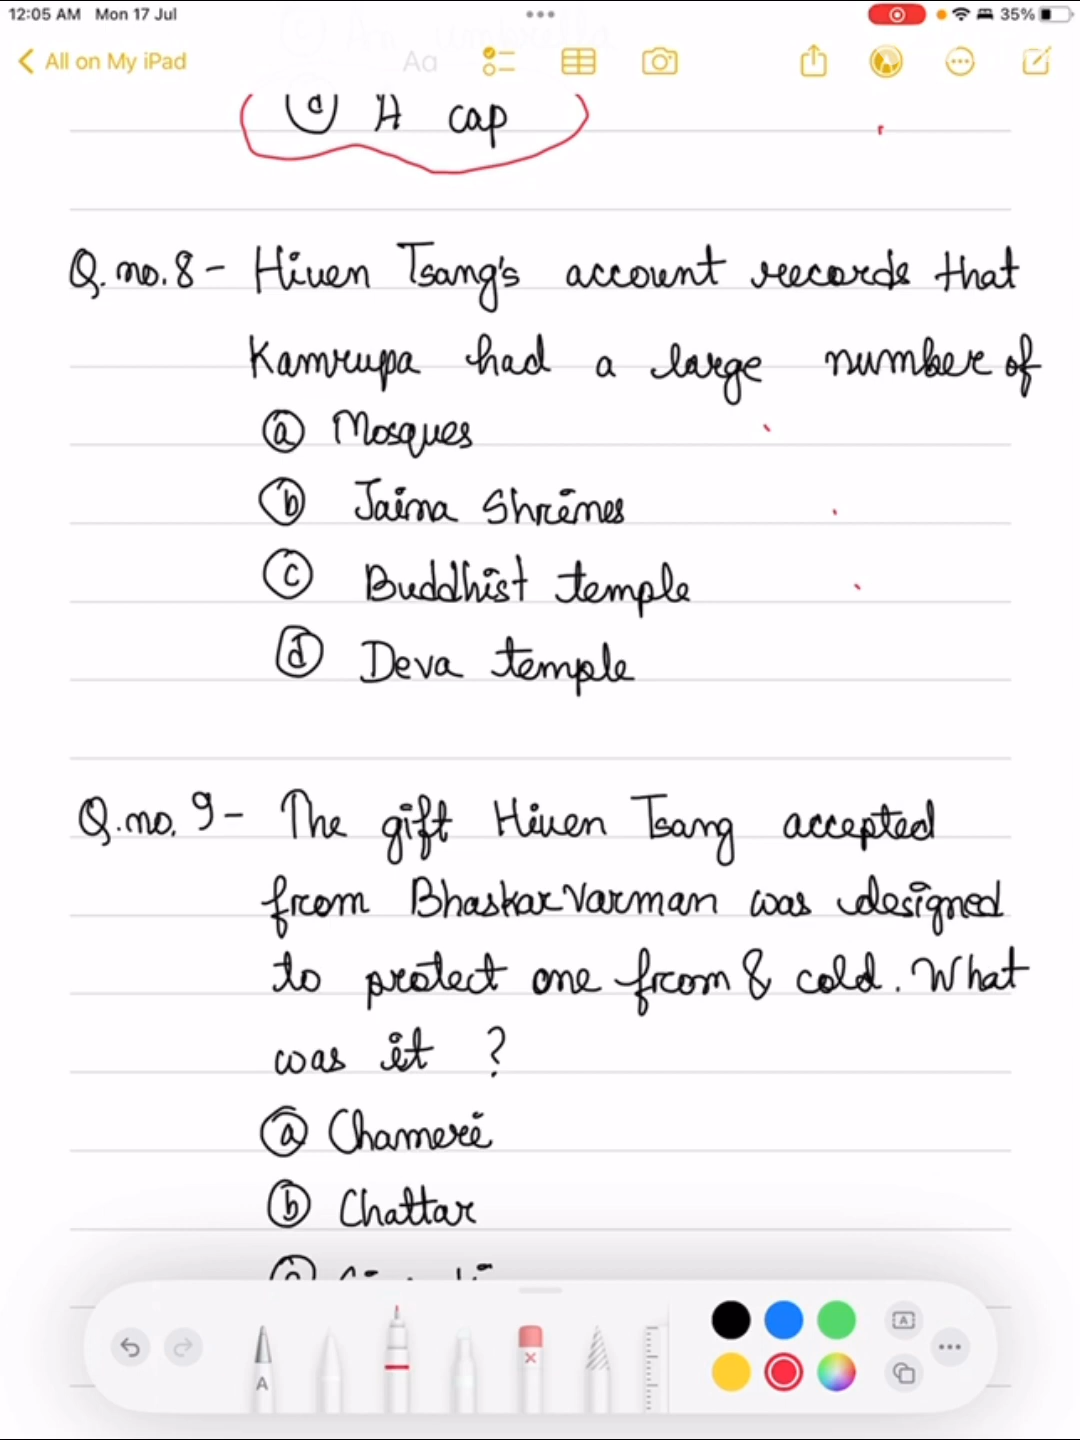 12:05 AM Mon 17 Jul
35%
All on My iPad
Aa
(d) A cap
Q. no. 8 - Hiuen Tsang's account records that
Kamrupa had a large number of
(a) Mosques
(b) Jaina Shrines
(c) Buddhist temple
(d) Deva temple
Q. no. 9 - The gift Hiuen Tsang accepted
from Bhaskar Varman was designed
to protect one from & cold. What
was it ?
(a) Chamere
(b) Chattar
A
A